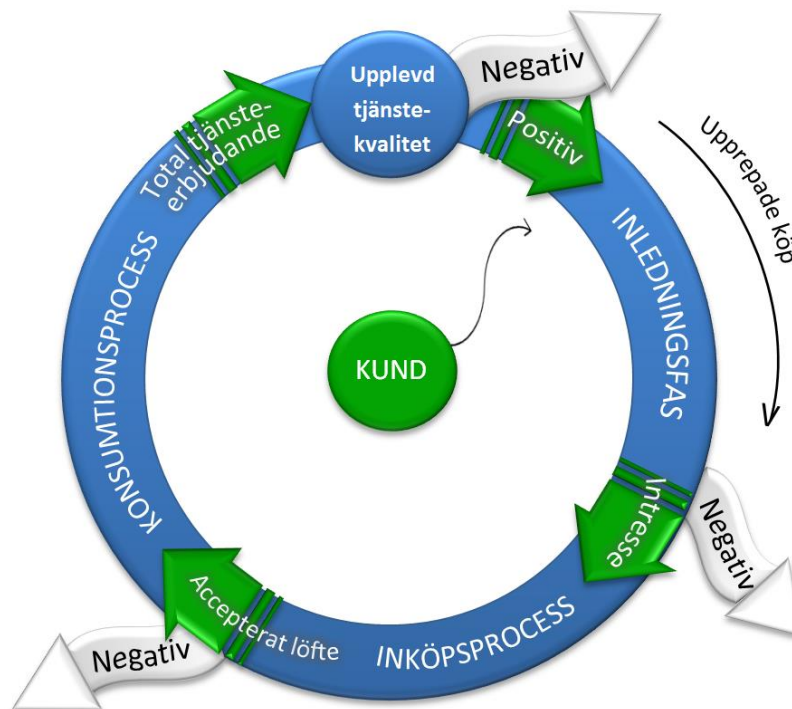 Upplevd
tjänste-
kvalitet
Negativ
Positiv
Upprepade köp
INLEDNINGSFAS
Intresse
Negativ
INKÖPSPROCESS
Accepterat löfte
Negativ
KONSUMTIONSPROCESS
Total tjänste-
erbjudande
KUND